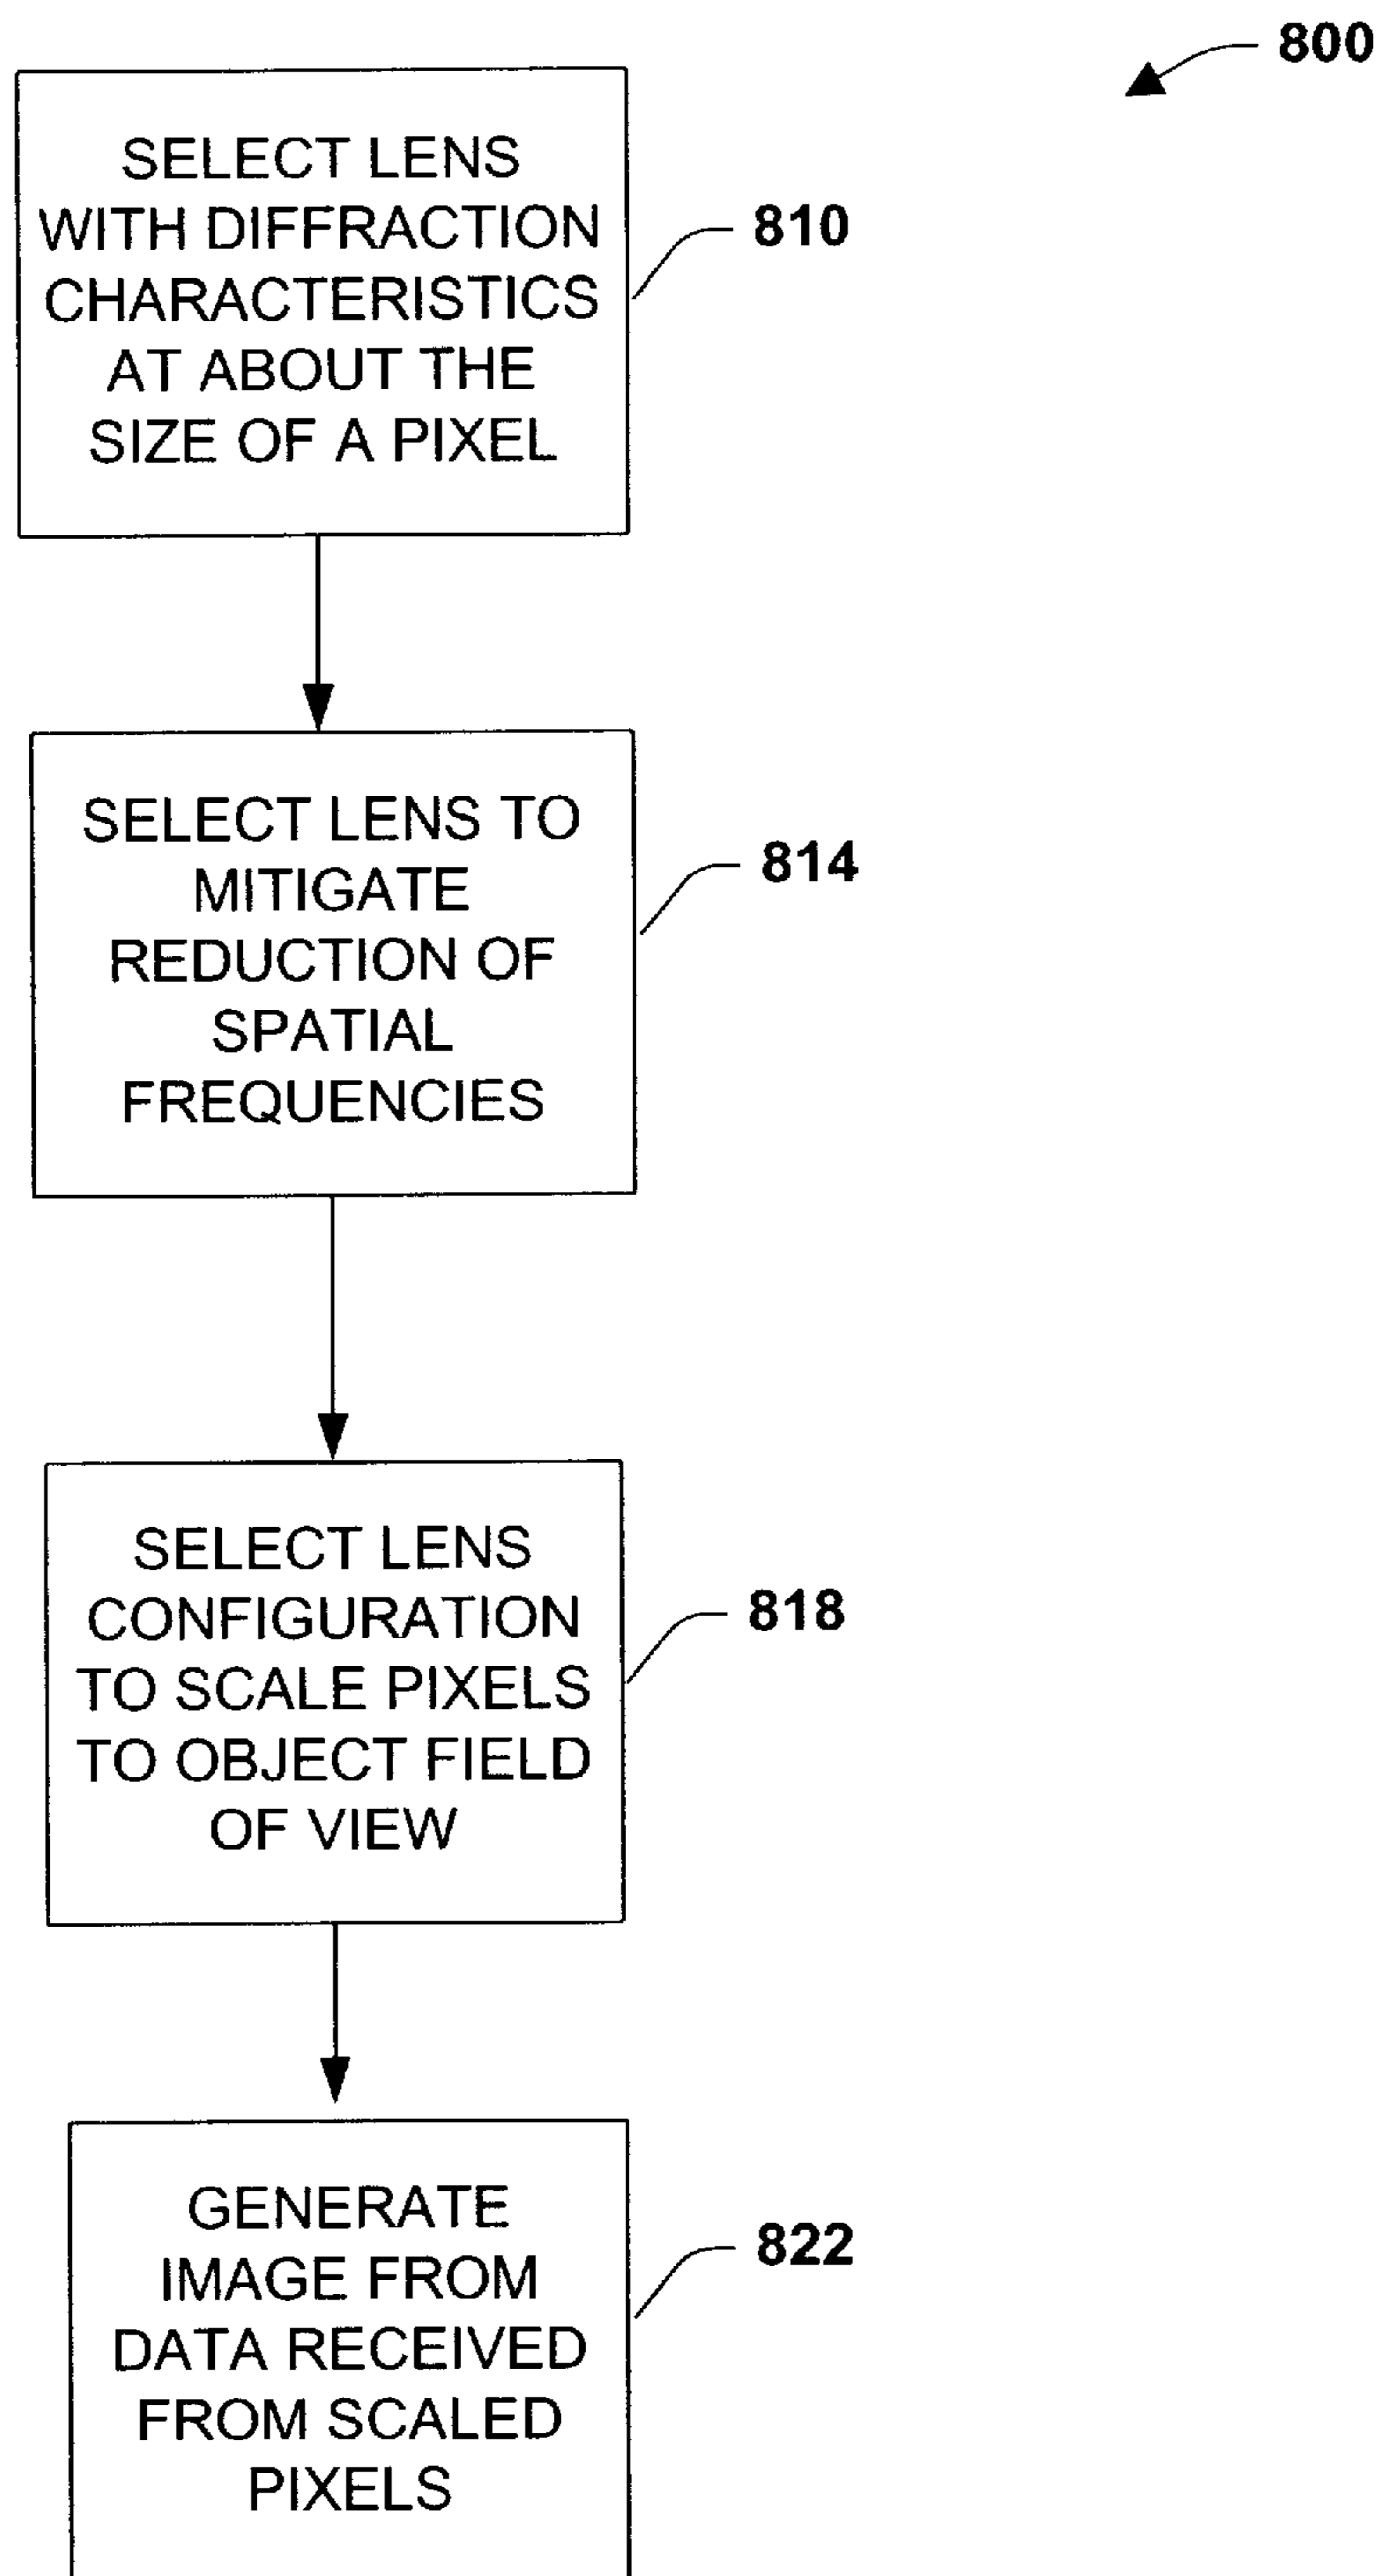 800
SELECT LENS
WITH DIFFRACTION
CHARACTERISTICS
AT ABOUT THE
SIZE OF A PIXEL
810
SELECT LENS TO
MITIGATE
REDUCTION OF
SPATIAL
FREQUENCIES
814
SELECT LENS
CONFIGURATION
TO SCALE PIXELS
TO OBJECT FIELD
OF VIEW
818
GENERATE
IMAGE FROM
DATA RECEIVED
FROM SCALED
PIXELS
822